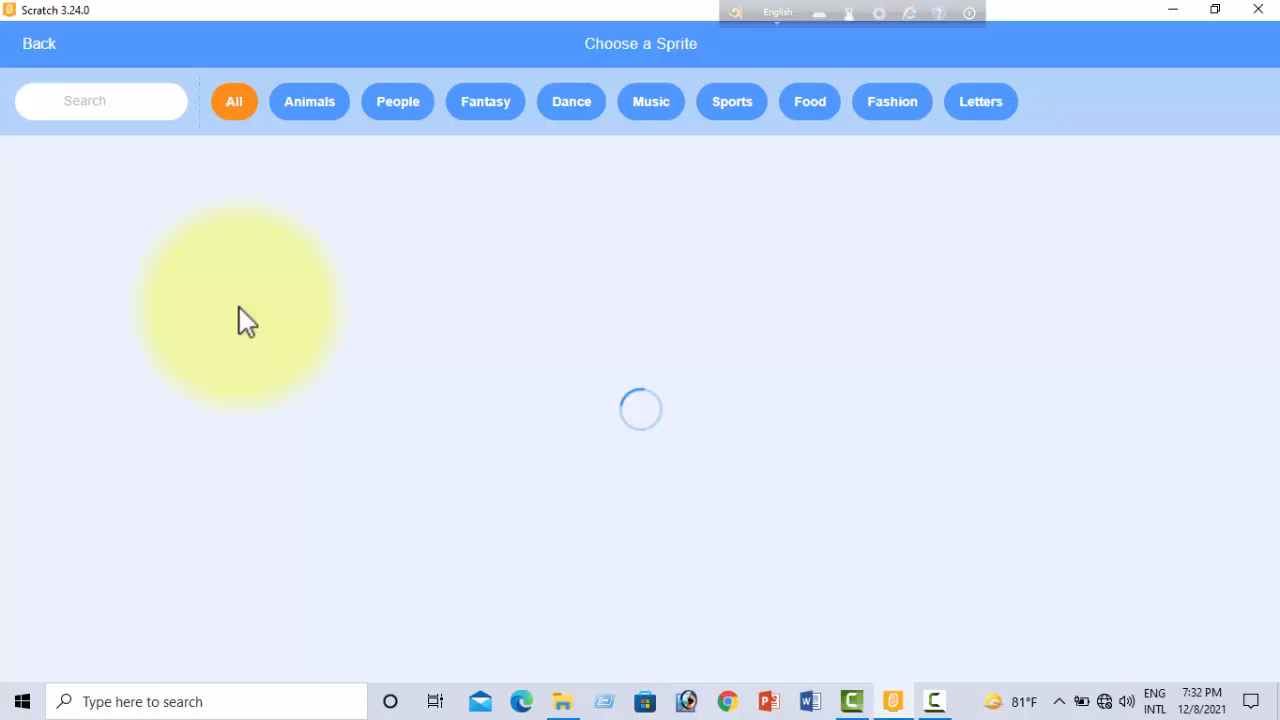 Scratch 3.24.0
English
Back
Choose a Sprite
Search
All
Animals
People
Fantasy
Dance
Music
Sports
Food
Fashion
Letters
Type here to search
81°F
ENG
INTL
7:32 PM
12/8/2021